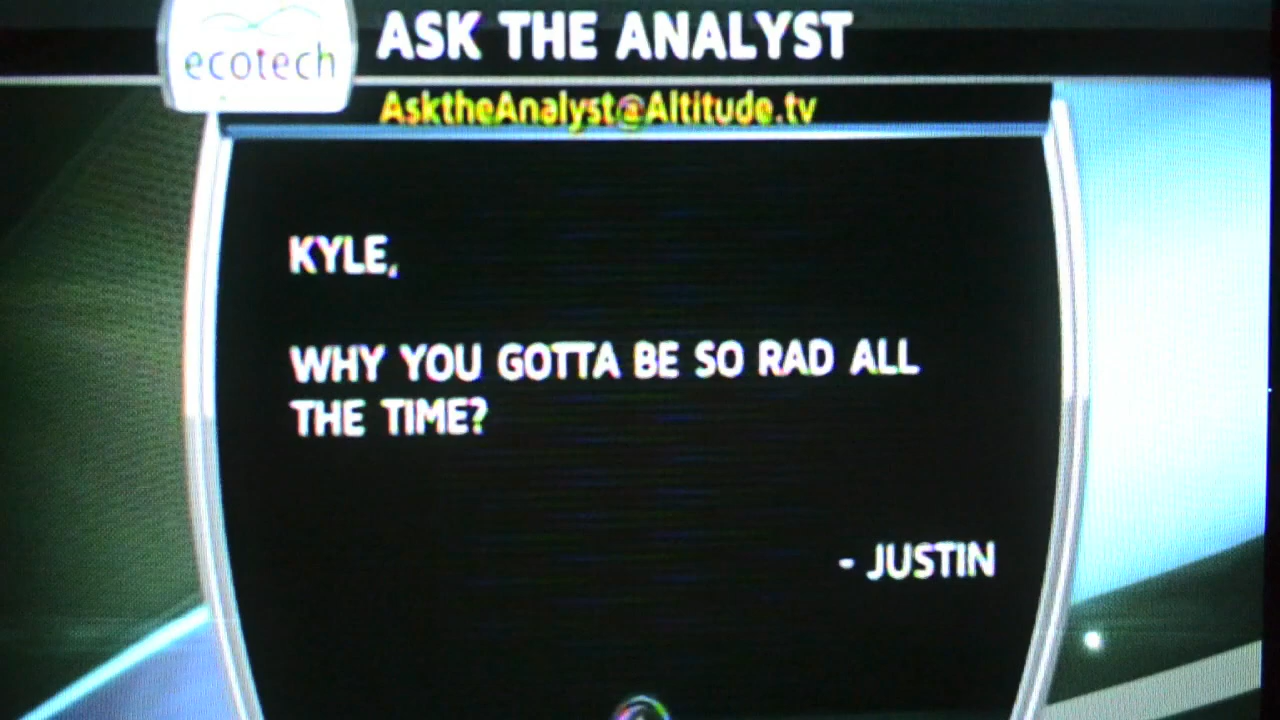 ecotech
ASK THE ANALYST
AsktheAnalyst@Altitude.tv
KYLE,
WHY YOU GOTTA BE SO RAD ALL
THE TIME?
- JUSTIN